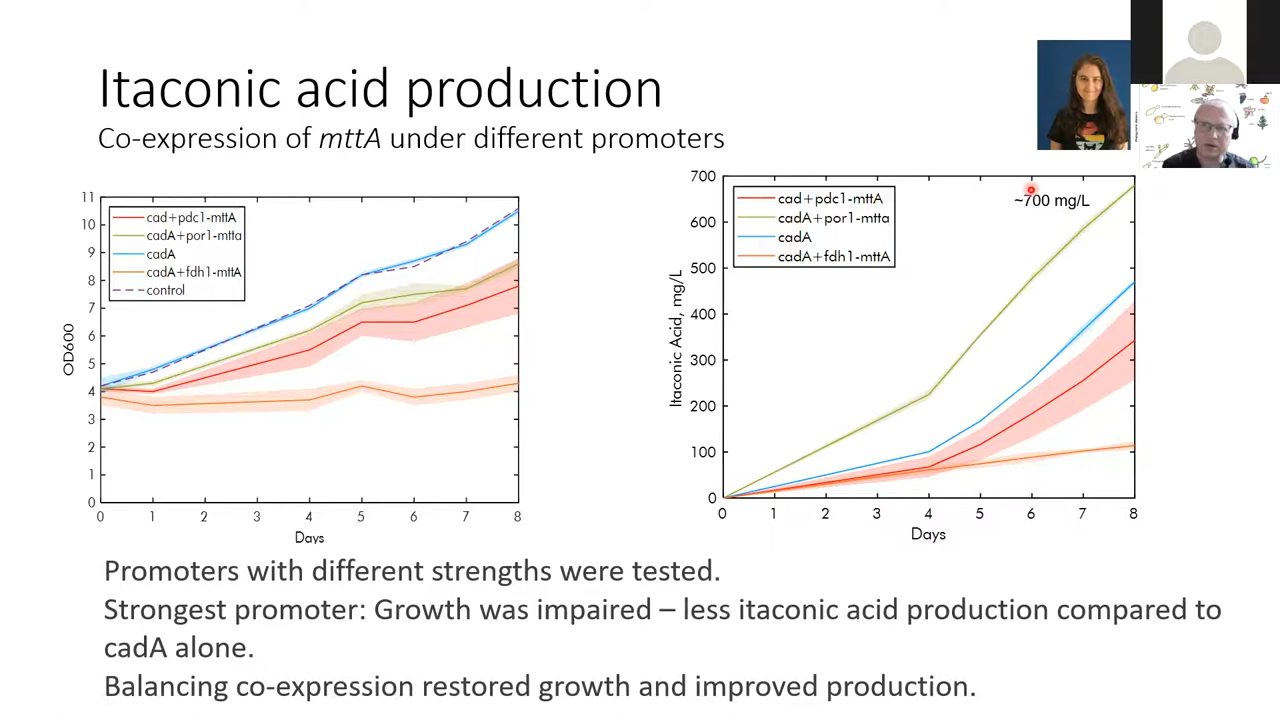 Itaconic acid production
Co-expression of mttA under different promoters
11
10
9
8
7
6
5
4
3
2
1
0
OD600
cad+pdc1-mttA
cadA+por1-mtta
cadA
cadA+fdh1-mttA
control
0 1 2 3 4 5 6 7 8
Days
700
600
500
400
300
200
100
0
Itaconic Acid, mg/L
cad+pdc1-mttA
cadA+por1-mtta
cadA
cadA+fdh1-mttA
~700 mg/L
0 1 2 3 4 5 6 7 8
Days
Promoters with different strengths were tested.
Strongest promoter: Growth was impaired – less itaconic acid production compared to
cadA alone.
Balancing co-expression restored growth and improved production.